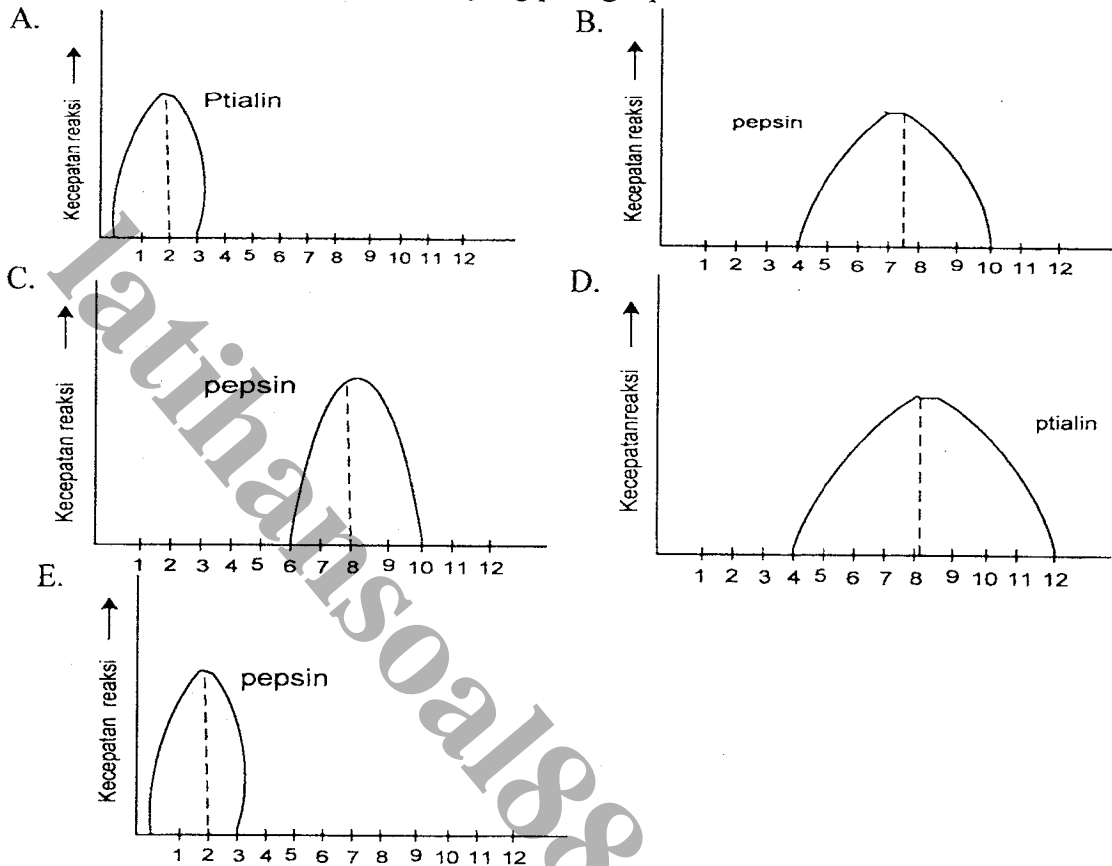 A.
Kecepatan reaksi
Ptialin
1 2 3 4 5 6 7 8 9 10 11 12
B.
Kecepatan reaksi
pepsin
1 2 3 4 5 6 7 8 9 10 11 12
C.
Kecepatan reaksi
pepsin
1 2 3 4 5 6 7 8 9 10 11 12
D.
Kecepatanreaksi
ptialin
1 2 3 4 5 6 7 8 9 10 11 12
E.
Kecepatan reaksi
pepsin
1 2 3 4 5 6 7 8 9 10 11 12
latihansoal88